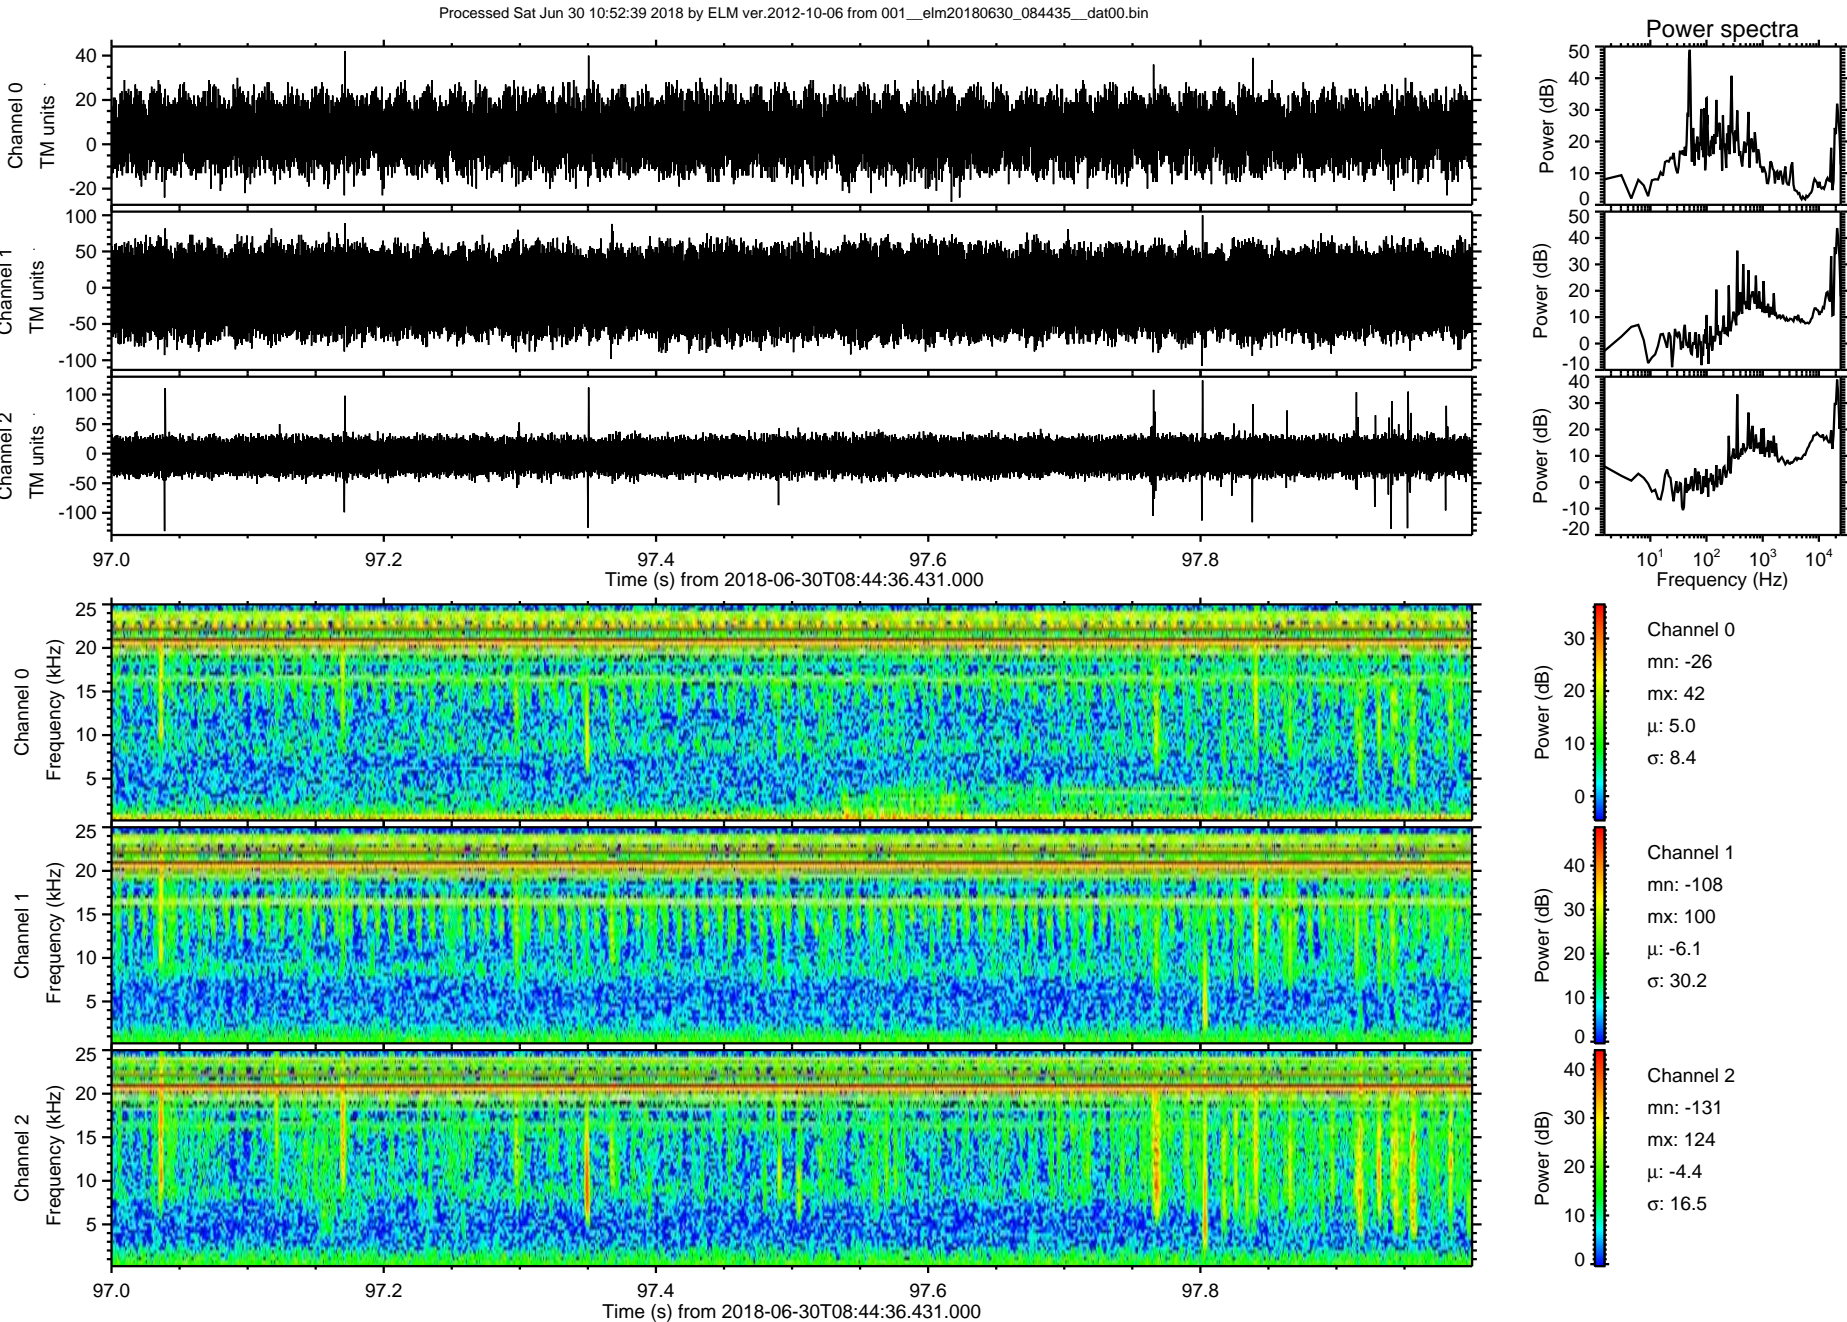 Processed Sat Jun 30 10:52:39 2018 by ELM ver.2012-10-06 from 001__elm20180630_084435__dat00.bin
Power spectra
Channel 0
TM units
40
20
0
-20
Power (dB)
50
40
30
20
10
0
Channel 1
TM units
100
50
0
-50
-100
Power (dB)
50
40
30
20
10
0
-10
Channel 2
TM units
100
50
0
-50
-100
Power (dB)
40
30
20
10
0
-10
-20
97.0 97.2 97.4 97.6 97.8
Time (s) from 2018-06-30T08:44:36.431.000
10^1 10^2 10^3 10^4
Frequency (Hz)
Channel 0
Frequency (kHz)
25
20
15
10
5
Power (dB)
30
20
10
0
Channel 0
mn: -26
mx: 42
μ: 5.0
σ: 8.4
Channel 1
Frequency (kHz)
25
20
15
10
5
Power (dB)
40
30
20
10
0
Channel 1
mn: -108
mx: 100
μ: -6.1
σ: 30.2
Channel 2
Frequency (kHz)
25
20
15
10
5
Power (dB)
40
30
20
10
0
Channel 2
mn: -131
mx: 124
μ: -4.4
σ: 16.5
97.0 97.2 97.4 97.6 97.8
Time (s) from 2018-06-30T08:44:36.431.000